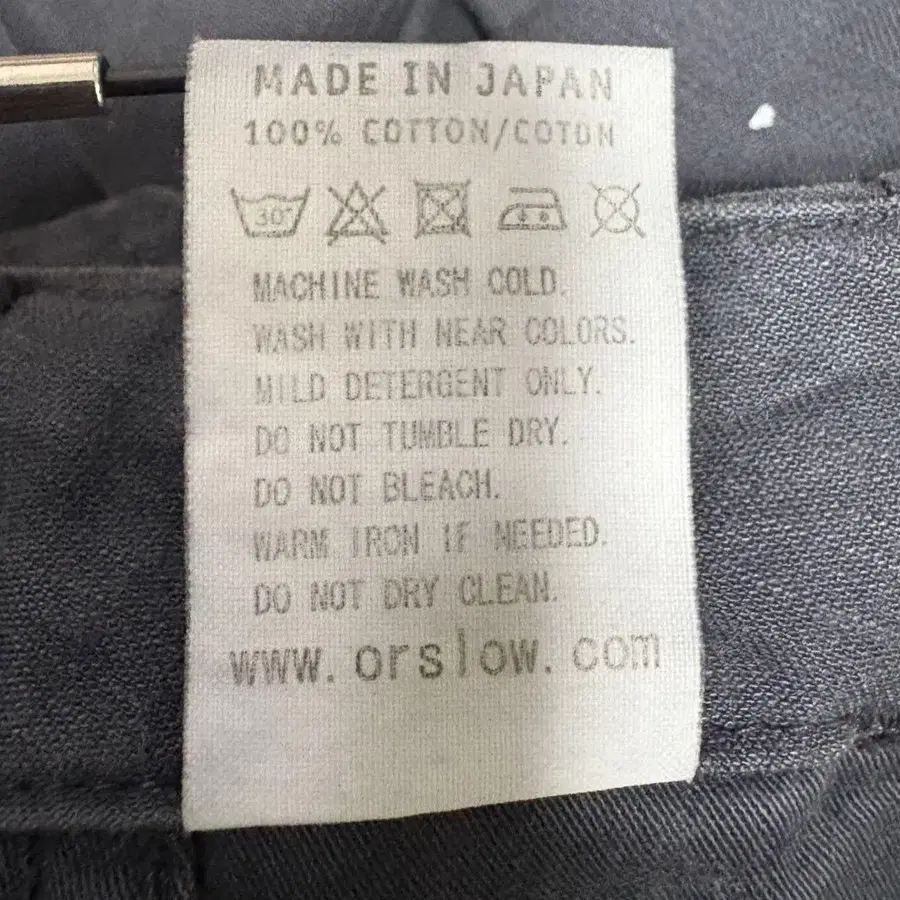 MADE IN JAPAN
100% COTTON/COTON
30°
MACHINE WASH COLD.
WASH WITH NEAR COLORS.
MILD DETERGENT ONLY.
DO NOT TUMBLE DRY.
DO NOT BLEACH.
WARM IRON IF NEEDED.
DO NOT DRY CLEAN.
www.orslow.com